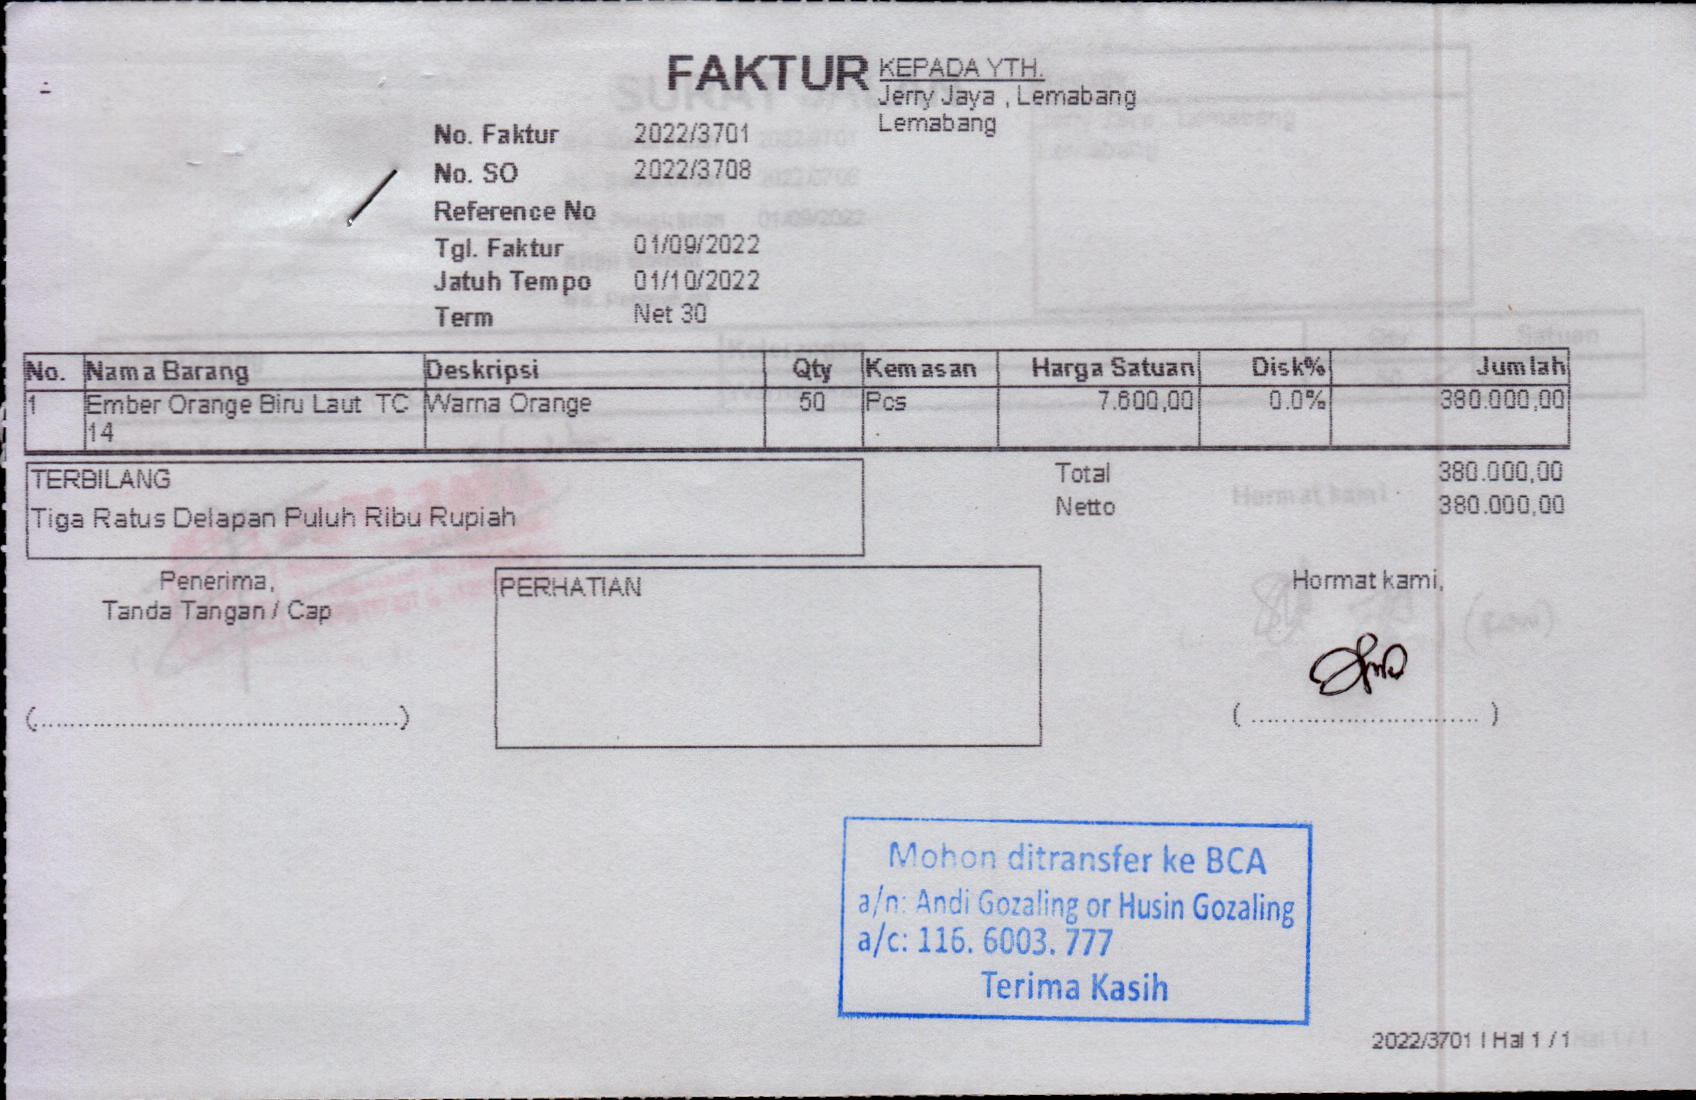 FAKTUR
KEPADA YTH.
Jerry Jaya , Lemabang
Lemabang
No. Faktur 2022/3701
No. SO 2022/3708
Reference No
Tgl. Faktur 01/09/2022
Jatuh Tempo 01/10/2022
Term Net 30
No. Nama Barang Deskripsi Qty Kemasan Harga Satuan Disk% Jumlah
1 Ember Orange Biru Laut TC Warna Orange 50 Pcs 7.600,00 0.0% 380.000,00
14
TERBILANG
Tiga Ratus Delapan Puluh Ribu Rupiah
Total 380.000,00
Netto 380.000,00
Penerima,
Tanda Tangan / Cap
(............................................)
PERHATIAN
Hormat kami,
( ............................ )
Mohon ditransfer ke BCA
a/n: Andi Gozaling or Husin Gozaling
a/c: 116. 6003. 777
Terima Kasih
2022/3701 | Hal 1 / 1